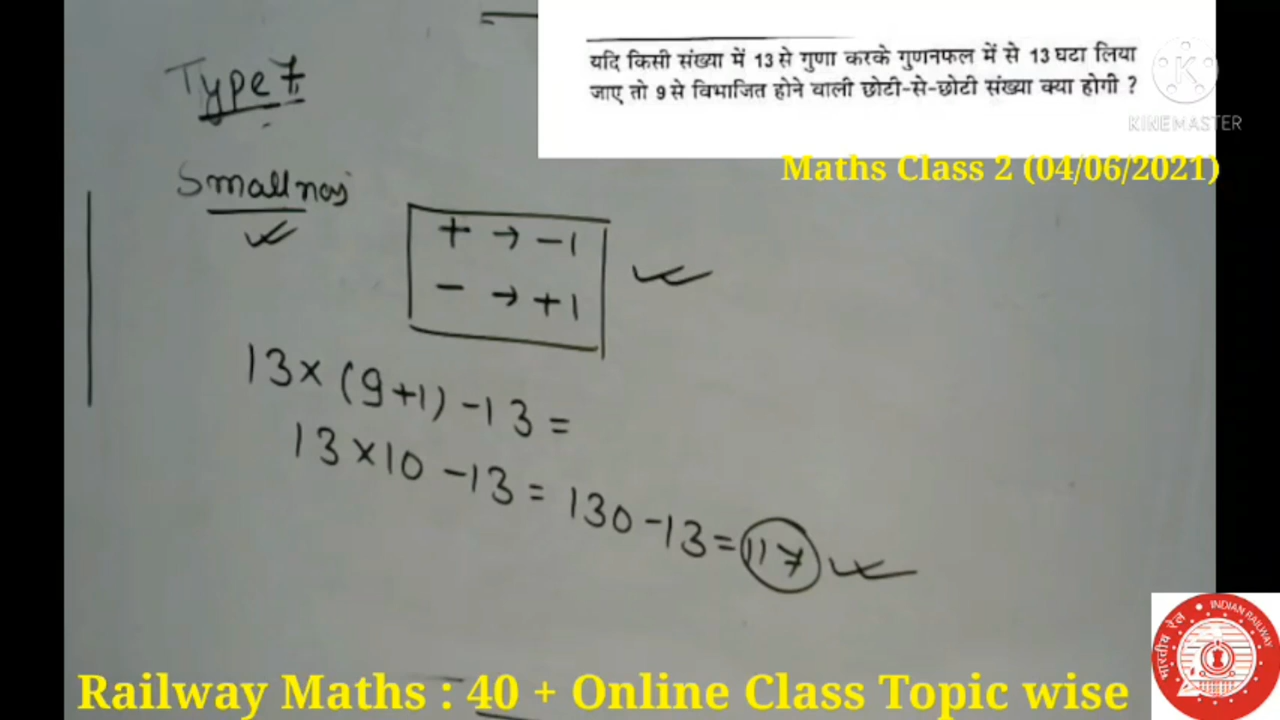 यदि किसी संख्या में 13 से गुणा करके गुणनफल में से 13 घटा लिया
जाए तो 9 से विभाजित होने वाली छोटी-से-छोटी संख्या क्या होगी ?
KINEMASTER
Maths Class 2 (04/06/2021)
Type 7
Small no
+ → -1
- → +1
13 × (9+1) -13 =
13×10 -13 = 130 -13 = 117
Railway Maths : 40 + Online Class Topic wise
भारतीय रेल
INDIAN RAILWAY